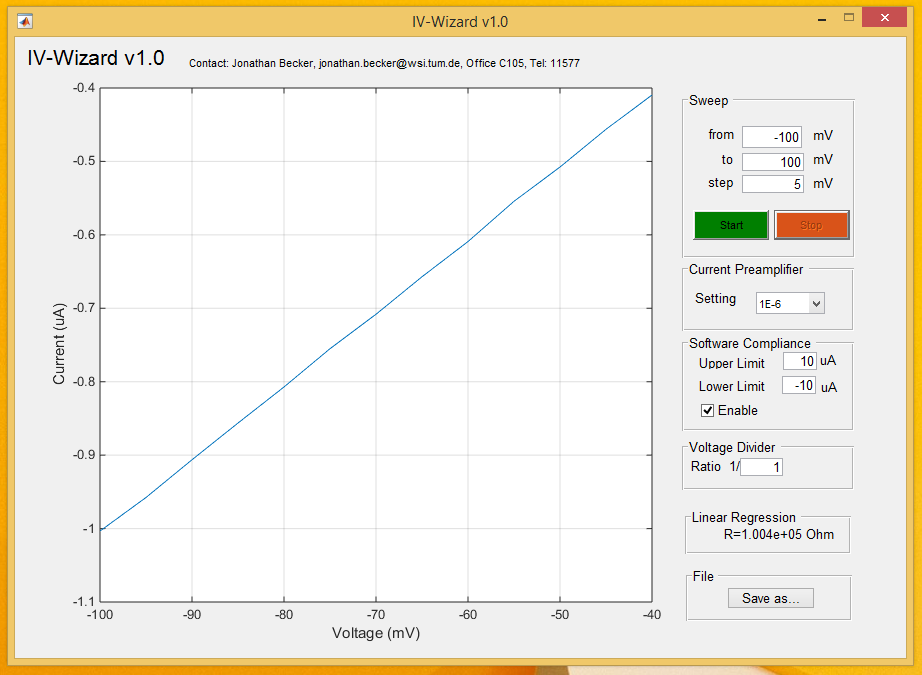 IV-Wizard v1.0
IV-Wizard v1.0
Contact: Jonathan Becker, jonathan.becker@wsi.tum.de, Office C105, Tel: 11577
-0.4
-0.5
-0.6
-0.7
-0.8
-0.9
-1
-1.1
Current (uA)
-100 -90 -80 -70 -60 -50 -40
Voltage (mV)
Sweep
from -100 mV
to 100 mV
step 5 mV
Start Stop
Current Preamplifier
Setting 1E-6
Software Compliance
Upper Limit 10 uA
Lower Limit -10 uA
Enable
Voltage Divider
Ratio 1/ 1
Linear Regression
R=1.004e+05 Ohm
File
Save as...